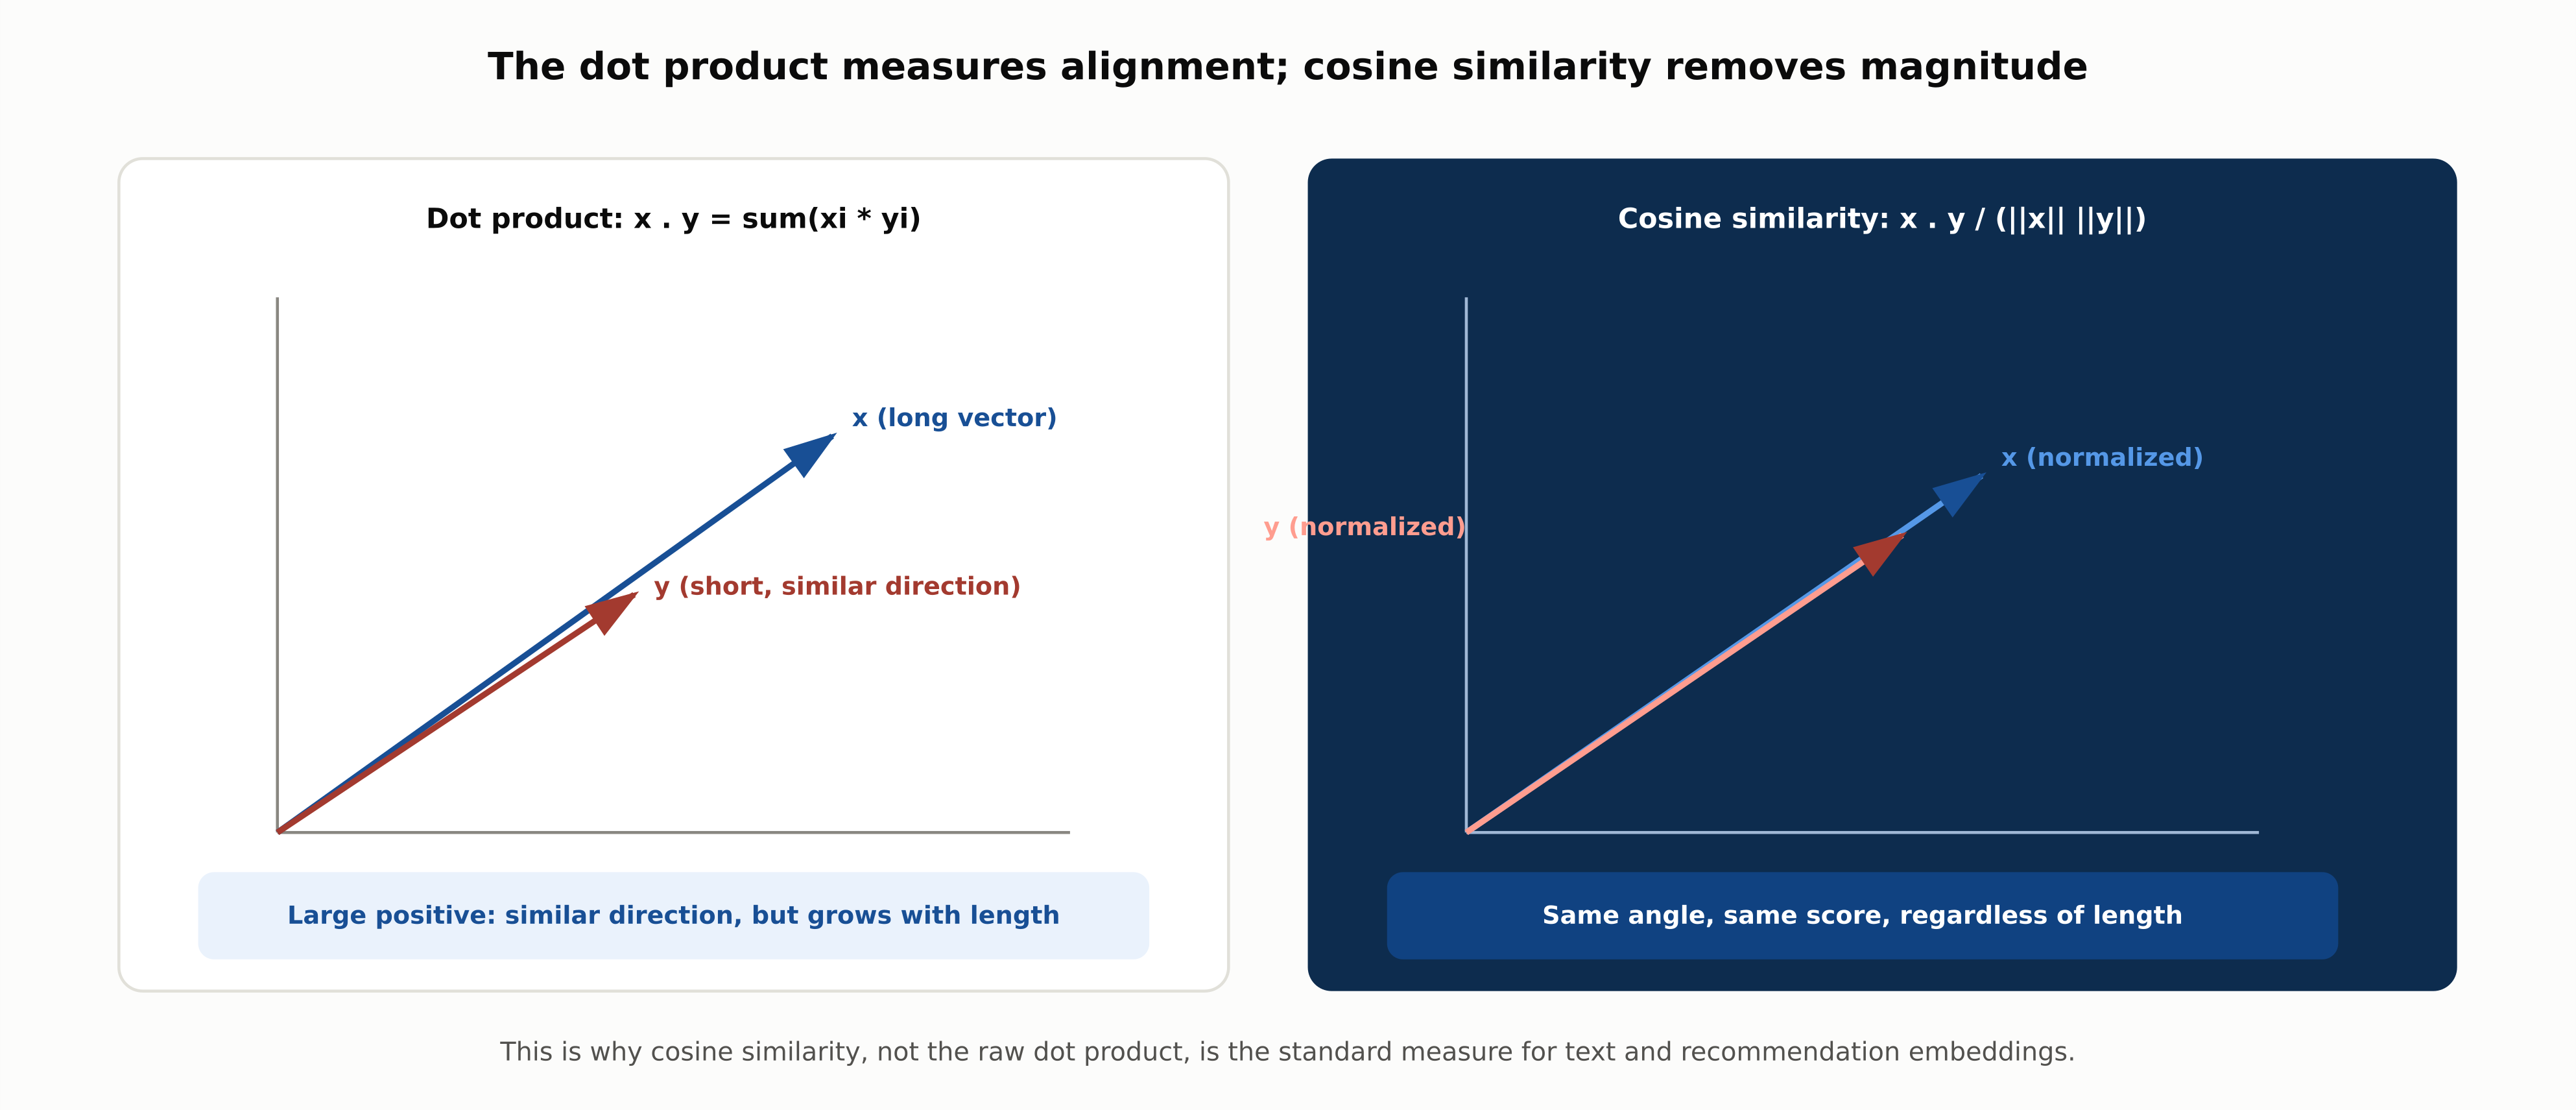 The dot product measures alignment; cosine similarity removes magnitude
Dot product: x . y = sum(xi * yi)
x (long vector)
y (short, similar direction)
Large positive: similar direction, but grows with length
Cosine similarity: x . y / (||x|| ||y||)
x (normalized)
y (normalized)
Same angle, same score, regardless of length
This is why cosine similarity, not the raw dot product, is the standard measure for text and recommendation embeddings.